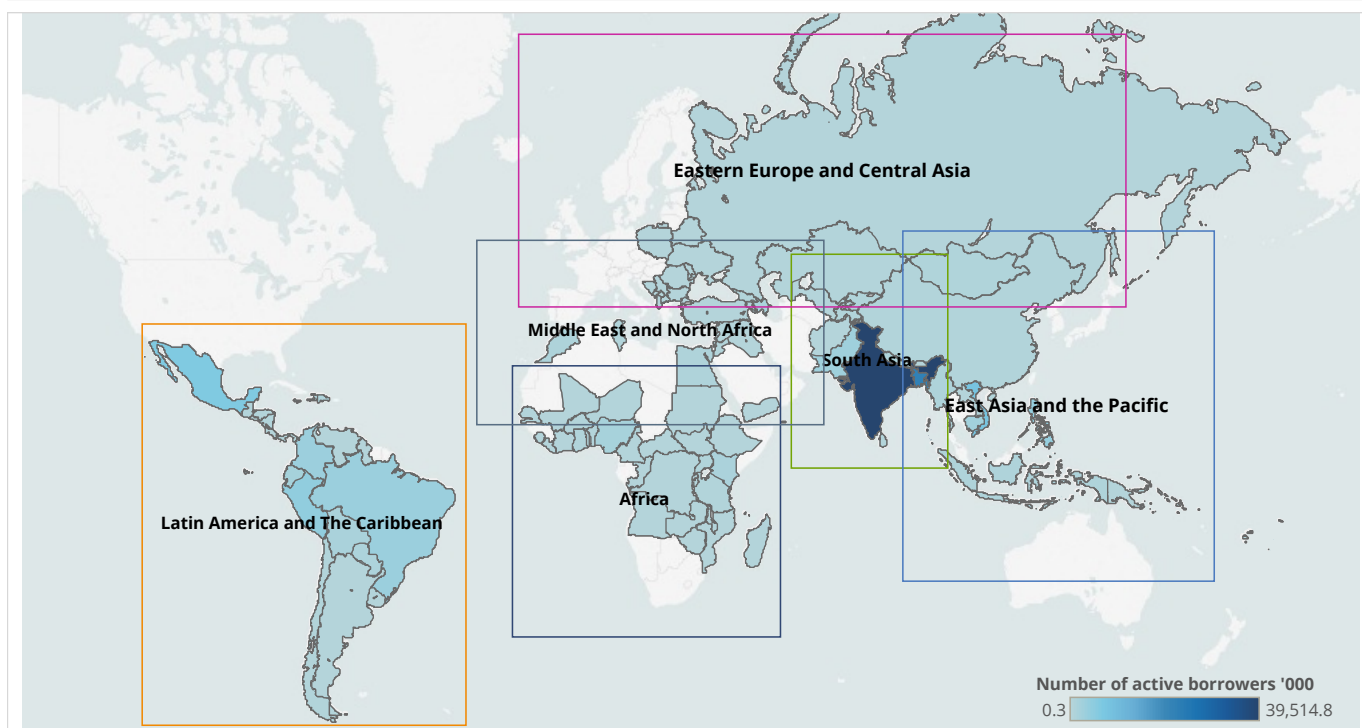 Eastern Europe and Central Asia
Middle East and North Africa
South Asia
East Asia and the Pacific
Africa
Latin America and The Caribbean
Number of active borrowers '000
0.3 39,514.8